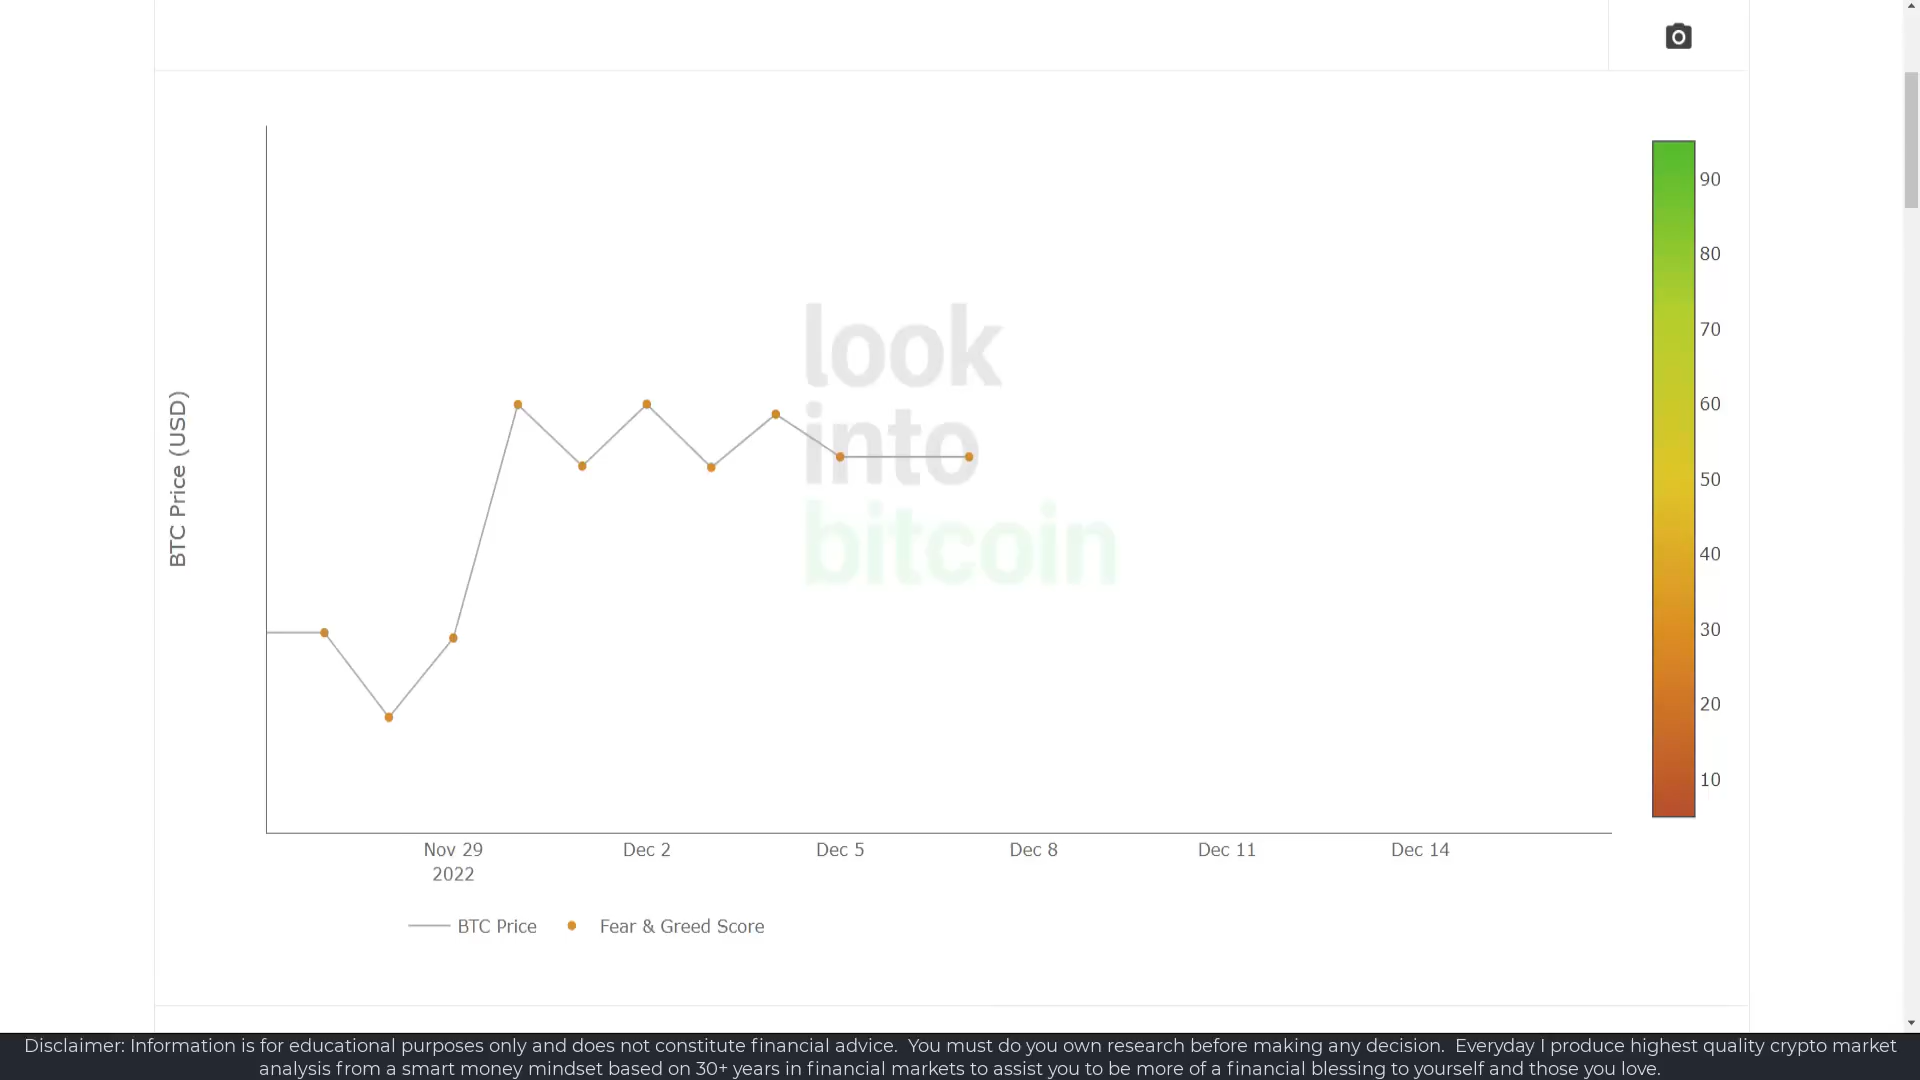 90
80
70
60
50
40
30
20
10
BTC Price (USD)
look
into
bitcoin
Nov 29 Dec 2 Dec 5 Dec 8 Dec 11 Dec 14
2022
BTC Price Fear & Greed Score
Disclaimer: Information is for educational purposes only and does not constitute financial advice. You must do you own research before making any decision. Everyday I produce highest quality crypto market
analysis from a smart money mindset based on 30+ years in financial markets to assist you to be more of a financial blessing to yourself and those you love.